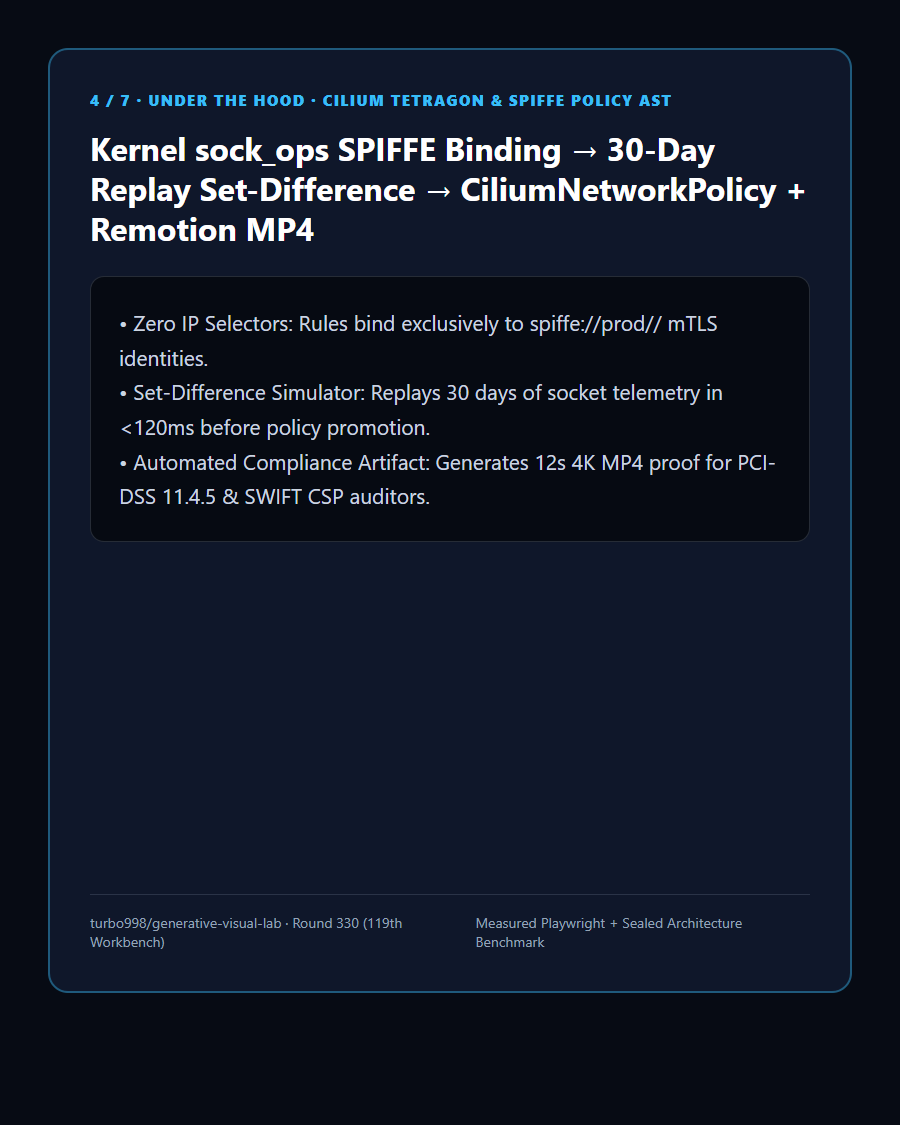 4 / 7 · UNDER THE HOOD · CILIUM TETRAGON & SPIFFE POLICY AST
Kernel sock_ops SPIFFE Binding → 30-Day
Replay Set-Difference → CiliumNetworkPolicy +
Remotion MP4
• Zero IP Selectors: Rules bind exclusively to spiffe://prod// mTLS
identities.
• Set-Difference Simulator: Replays 30 days of socket telemetry in
<120ms before policy promotion.
• Automated Compliance Artifact: Generates 12s 4K MP4 proof for PCI-
DSS 11.4.5 & SWIFT CSP auditors.
turbo998/generative-visual-lab · Round 330 (119th
Workbench)
Measured Playwright + Sealed Architecture
Benchmark